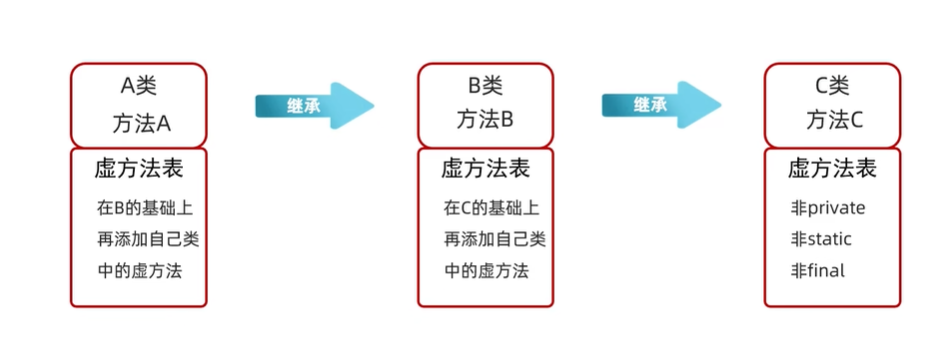 A类
方法A
虚方法表
在B的基础上
再添加自己类
中的虚方法
继承
B类
方法B
虚方法表
在C的基础上
再添加自己类
中的虚方法
继承
C类
方法C
虚方法表
非private
非static
非final